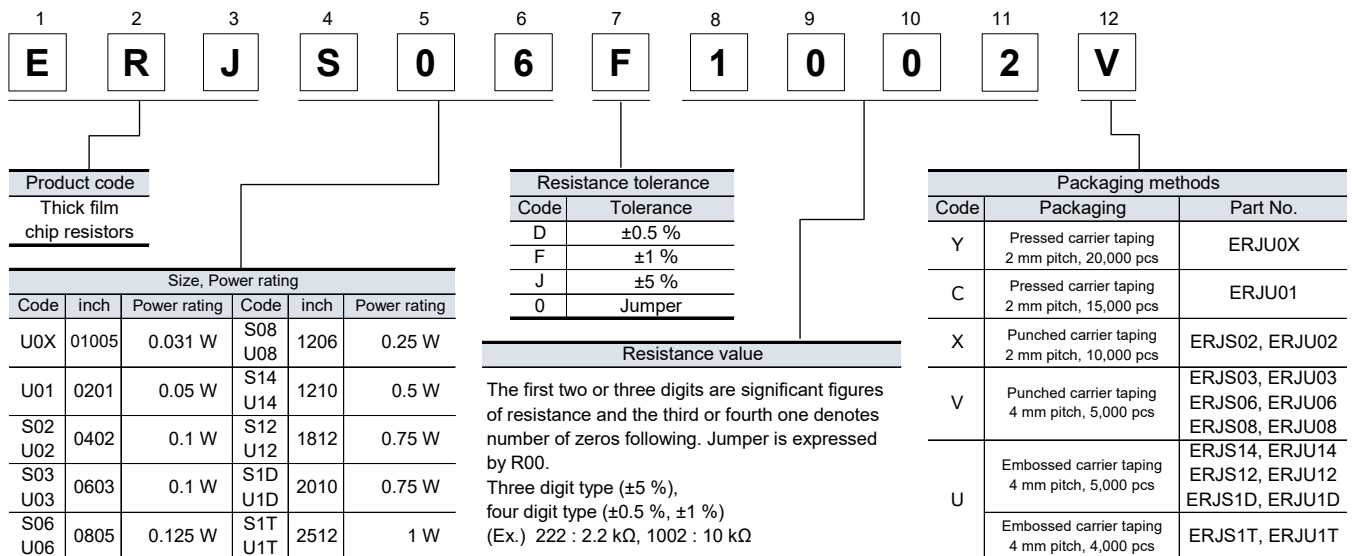 1 2 3 4 5 6 7 8 9 10 11 12
E R J S 0 6 F 1 0 0 2 V
Product code
Thick film
chip resistors
Size, Power rating
Code inch Power rating Code inch Power rating
U0X 01005 0.031 W S08 U08 1206 0.25 W
U01 0201 0.05 W S14 U14 1210 0.5 W
S02 U02 0402 0.1 W S12 U12 1812 0.75 W
S03 U03 0603 0.1 W S1D U1D 2010 0.75 W
S06 U06 0805 0.125 W S1T U1T 2512 1 W
Resistance tolerance
Code Tolerance
D ±0.5 %
F ±1 %
J ±5 %
0 Jumper
Resistance value
The first two or three digits are significant figures
of resistance and the third or fourth one denotes
number of zeros following. Jumper is expressed
by R00.
Three digit type (±5 %),
four digit type (±0.5 %, ±1 %)
(Ex.) 222 : 2.2 kΩ, 1002 : 10 kΩ
Packaging methods
Code Packaging Part No.
Y Pressed carrier taping 2 mm pitch, 20,000 pcs ERJU0X
C Pressed carrier taping 2 mm pitch, 15,000 pcs ERJU01
X Punched carrier taping 2 mm pitch, 10,000 pcs ERJS02, ERJU02
V Punched carrier taping 4 mm pitch, 5,000 pcs ERJS03, ERJU03
ERJS06, ERJU06
ERJS08, ERJU08
U Embossed carrier taping 4 mm pitch, 5,000 pcs ERJS14, ERJU14
ERJS12, ERJU12
ERJS1D, ERJU1D
Embossed carrier taping 4 mm pitch, 4,000 pcs ERJS1T, ERJU1T